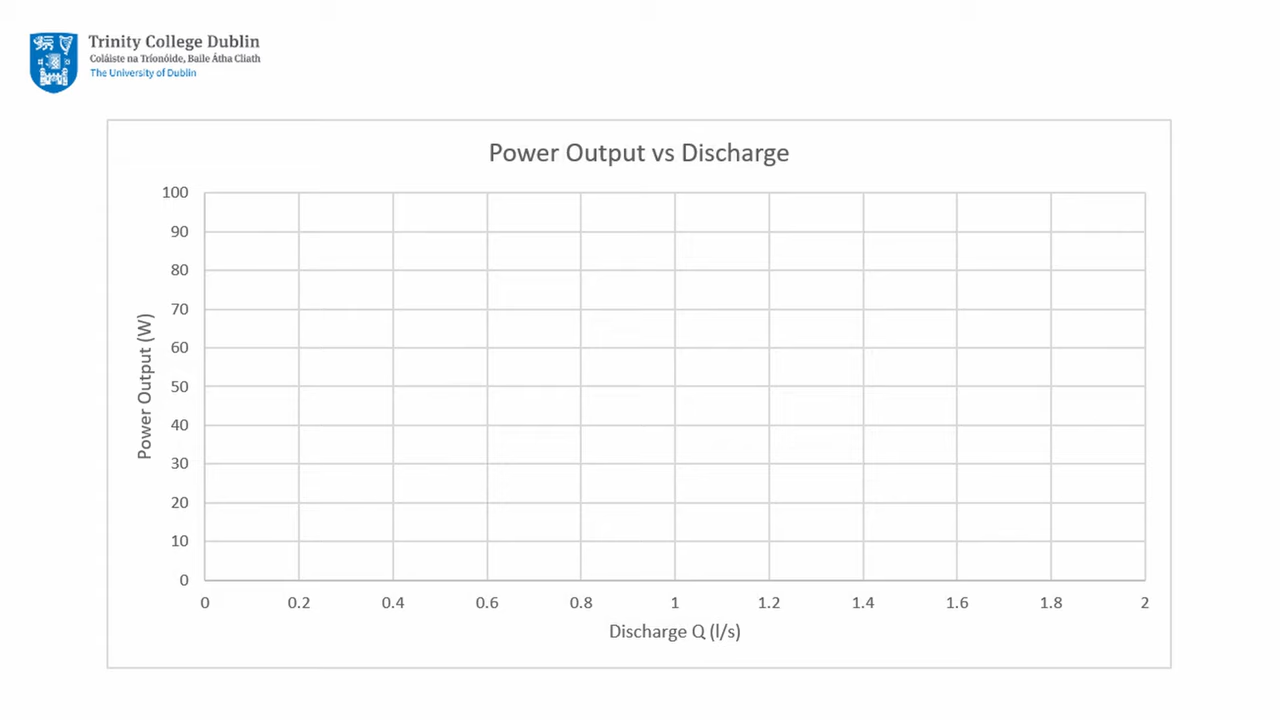 Trinity College Dublin
Coláiste na Tríonóide, Baile Átha Cliath
The University of Dublin
Power Output vs Discharge
100
90
80
70
60
50
40
30
20
10
0
Power Output (W)
0 0.2 0.4 0.6 0.8 1 1.2 1.4 1.6 1.8 2
Discharge Q (l/s)